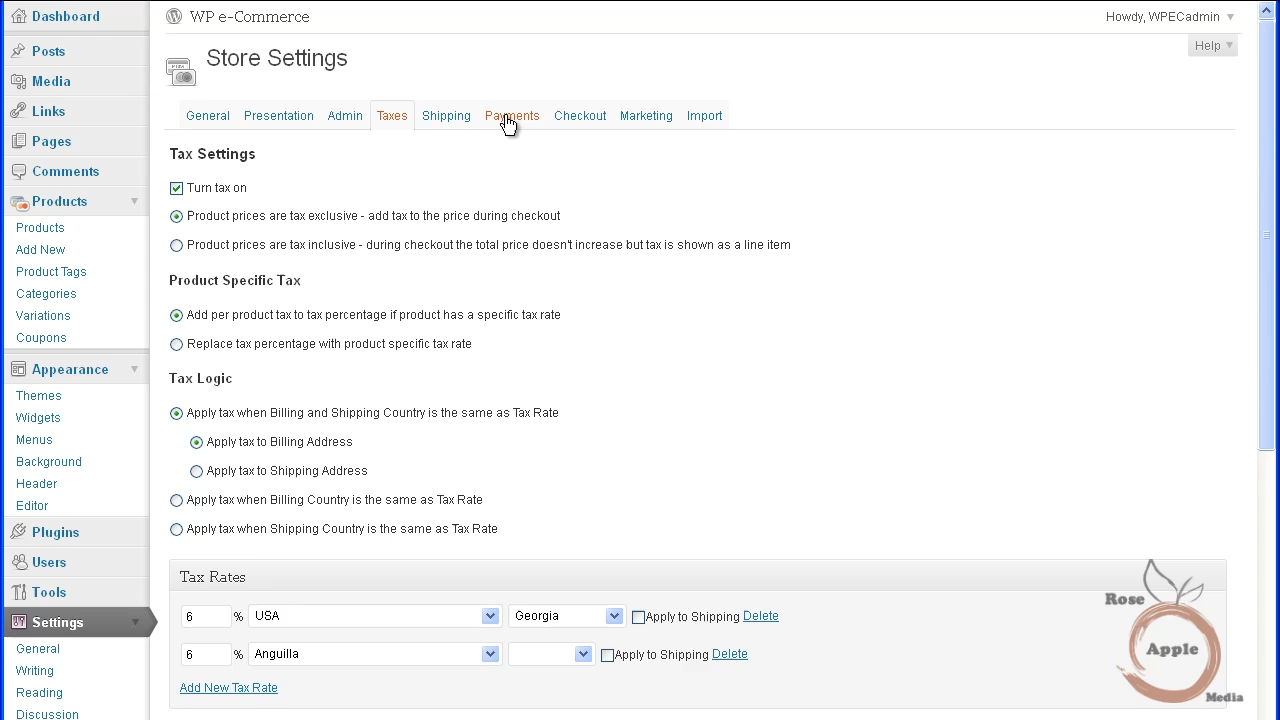 Dashboard
Posts
Media
Links
Pages
Comments
Products
Products
Add New
Product Tags
Categories
Variations
Coupons
Appearance
Themes
Widgets
Menus
Background
Header
Editor
Plugins
Users
Tools
Settings
General
Writing
Reading
Discussion
WP e-Commerce
Howdy, WPECadmin
Help
Store Settings
General Presentation Admin Taxes Shipping Payments Checkout Marketing Import
Tax Settings
Turn tax on
Product prices are tax exclusive - add tax to the price during checkout
Product prices are tax inclusive - during checkout the total price doesn't increase but tax is shown as a line item
Product Specific Tax
Add per product tax to tax percentage if product has a specific tax rate
Replace tax percentage with product specific tax rate
Tax Logic
Apply tax when Billing and Shipping Country is the same as Tax Rate
Apply tax to Billing Address
Apply tax to Shipping Address
Apply tax when Billing Country is the same as Tax Rate
Apply tax when Shipping Country is the same as Tax Rate
Tax Rates
6 % USA Georgia Apply to Shipping Delete
6 % Anguilla Apply to Shipping Delete
Add New Tax Rate
Rose
Apple
Media